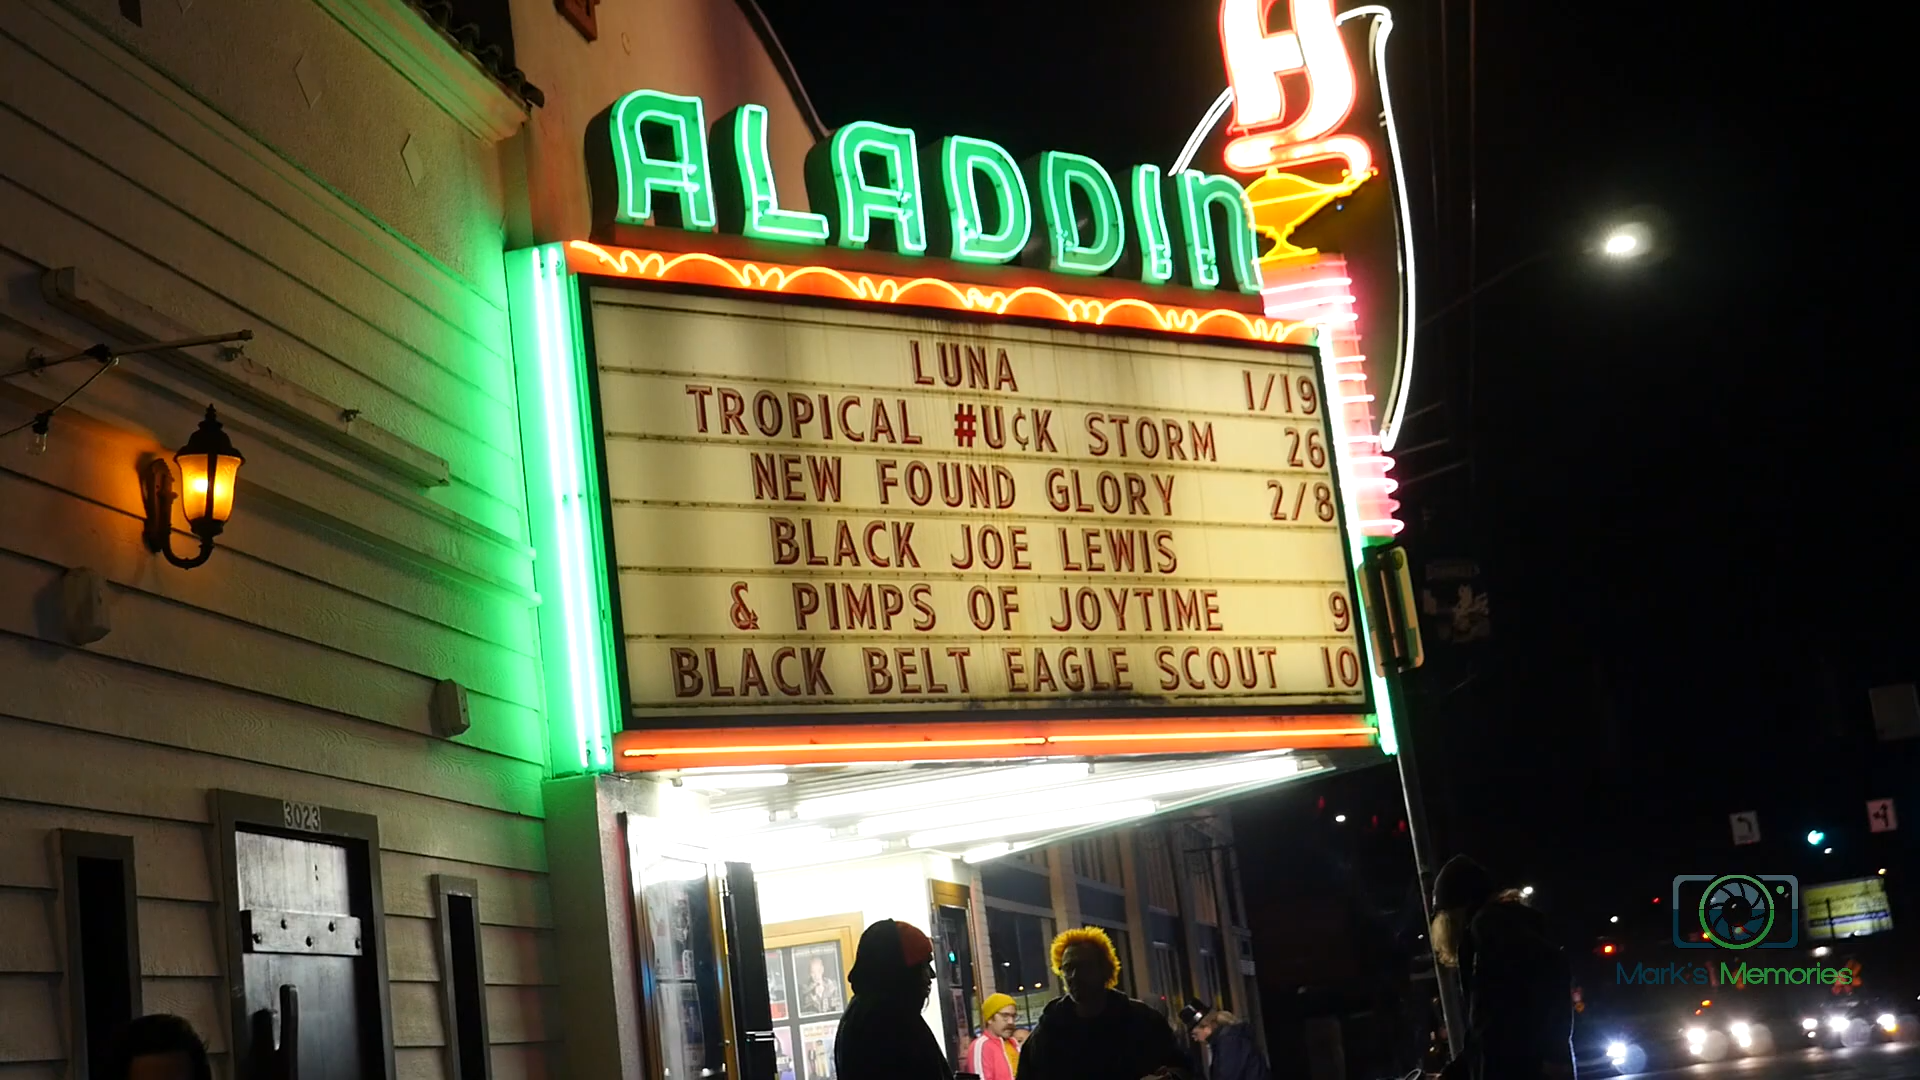 ALADDIN
LUNA 1/19
TROPICAL #U¢K STORM 26
NEW FOUND GLORY 2/8
BLACK JOE LEWIS
& PIMPS OF JOYTIME 9
BLACK BELT EAGLE SCOUT 10
3023
Mark's Memories